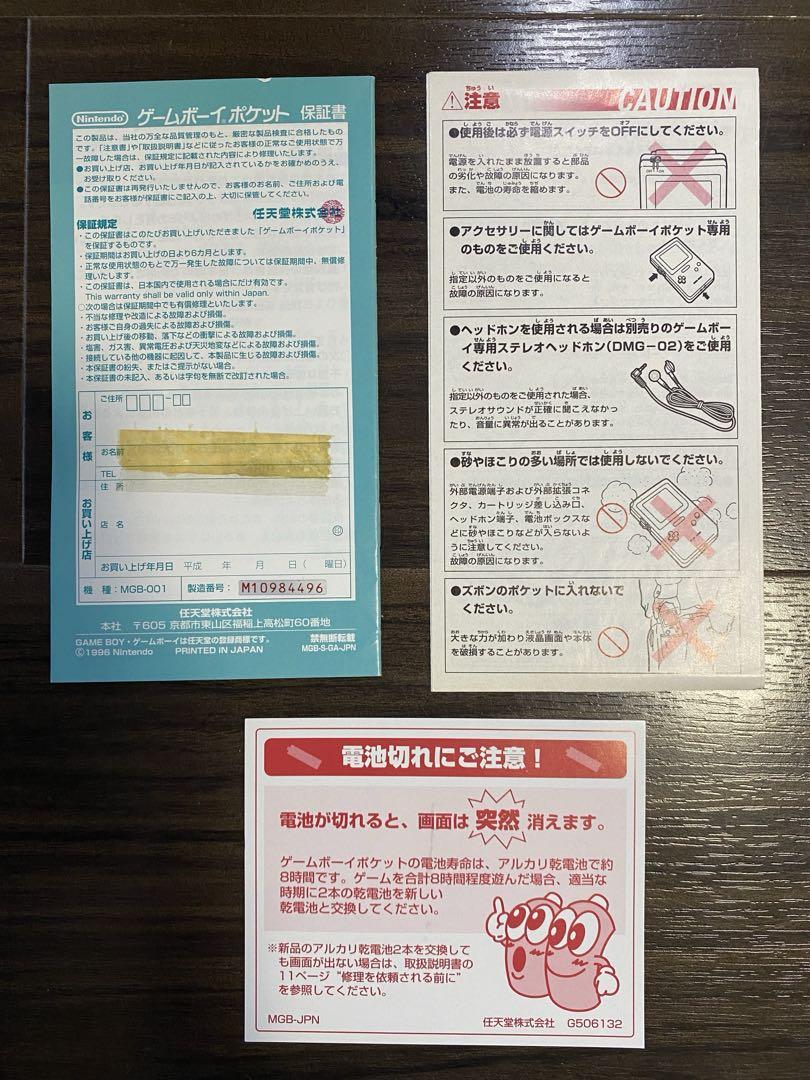 Nintendo ゲームボーイポケット 保証書
この製品は、当社の万全な品質管理のもと、厳密な製品検査に合格したもの
です。「注意書」や「取扱説明書」などに従ったお客様の正常なご使用状態で万
一故障した場合は、保証規定に記載された内容により修理いたします。
●お買い上げ店、お買い上げ年月日が記入されているかをお確かめのうえ、
お受け取りください。
●この保証書は再発行いたしませんので、お客様のお名前、ご住所および電
話番号をお客様が保証書にご記入の上、大切に保管してください。
任天堂株式会社
保証規定
・この保証書はこのたびお買い上げいただきました「ゲームボーイポケット」
を保証するものです。
・保証期間はお買い上げの日より6カ月とします。
・正常な使用状態のもとで万一発生した故障については保証期間中、無償修
理いたします。
・この保証書は、日本国内で使用される場合にだけ有効です。
This warranty shall be valid only within Japan.
○次の場合は保証期間中でも有償修理といたします。
・不当な修理や改造による故障および損傷。
・お客様ご自身の過失による故障および損傷。
・お買い上げ後の移動、落下などの衝撃による故障および損傷。
・塩害、ガス害、異常電圧および天災地変などによる故障および損傷。
・接続している他の機器に起因して、本製品に生じる故障および損傷。
・本保証書の紛失、またはご提示がない場合。
・本保証書の未記入、あるいは字句を無断で改訂された場合。
お客様
ご住所
お名前
TEL
お買い上げ店
住 所
店 名
印
お買い上げ年月日 平成 年 月 日 ( 曜日)
機 種：MGB-001 製造番号： M10984496
任天堂株式会社
本社 〒605 京都市東山区福稲上高松町60番地
GAME BOY・ゲームボーイは任天堂の登録商標です。 禁無断転載
©1996 Nintendo PRINTED IN JAPAN MGB-S-GA-JPN
ちゅう い
注意 CAUTION
●使用後は必ず電源スイッチをOFFにしてください。
電源を入れたまま放置すると部品
の劣化や故障の原因になります。
また、電池の寿命を縮めます。
OFF ON
●アクセサリーに関してはゲームボーイポケット専用
のものをご使用ください。
指定以外のものをご使用になると
故障の原因になります。
●ヘッドホンを使用される場合は別売りのゲームボー
イ専用ステレオヘッドホン(DMG-02)をご使用
ください。
指定以外のものをご使用された場合、
ステレオサウンドが正確に聞こえなかっ
たり、音量に異常が出ることがあります。
●砂やほこりの多い場所では使用しないでください。
外部電源端子および外部拡張コネ
クタ、カートリッジ差し込み口、
ヘッドホン端子、電池ボックスな
どに砂やほこりなどが入らないよ
うに注意してください。
故障の原因になります。
●ズボンのポケットに入れないで
ください。
大きな力が加わり液晶画面や本体
を破損することがあります。
電池切れにご注意！
電池が切れると、画面は 突然 消えます。
ゲームボーイポケットの電池寿命は、アルカリ乾電池で約
8時間です。ゲームを合計8時間程度遊んだ場合、適当な
時期に2本の乾電池を新しい
乾電池と交換してください。
※新品のアルカリ乾電池2本を交換して
も画面が出ない場合は、取扱説明書の
11ページ“修理を依頼される前に”
を参照してください。
MGB-JPN 任天堂株式会社 G506132